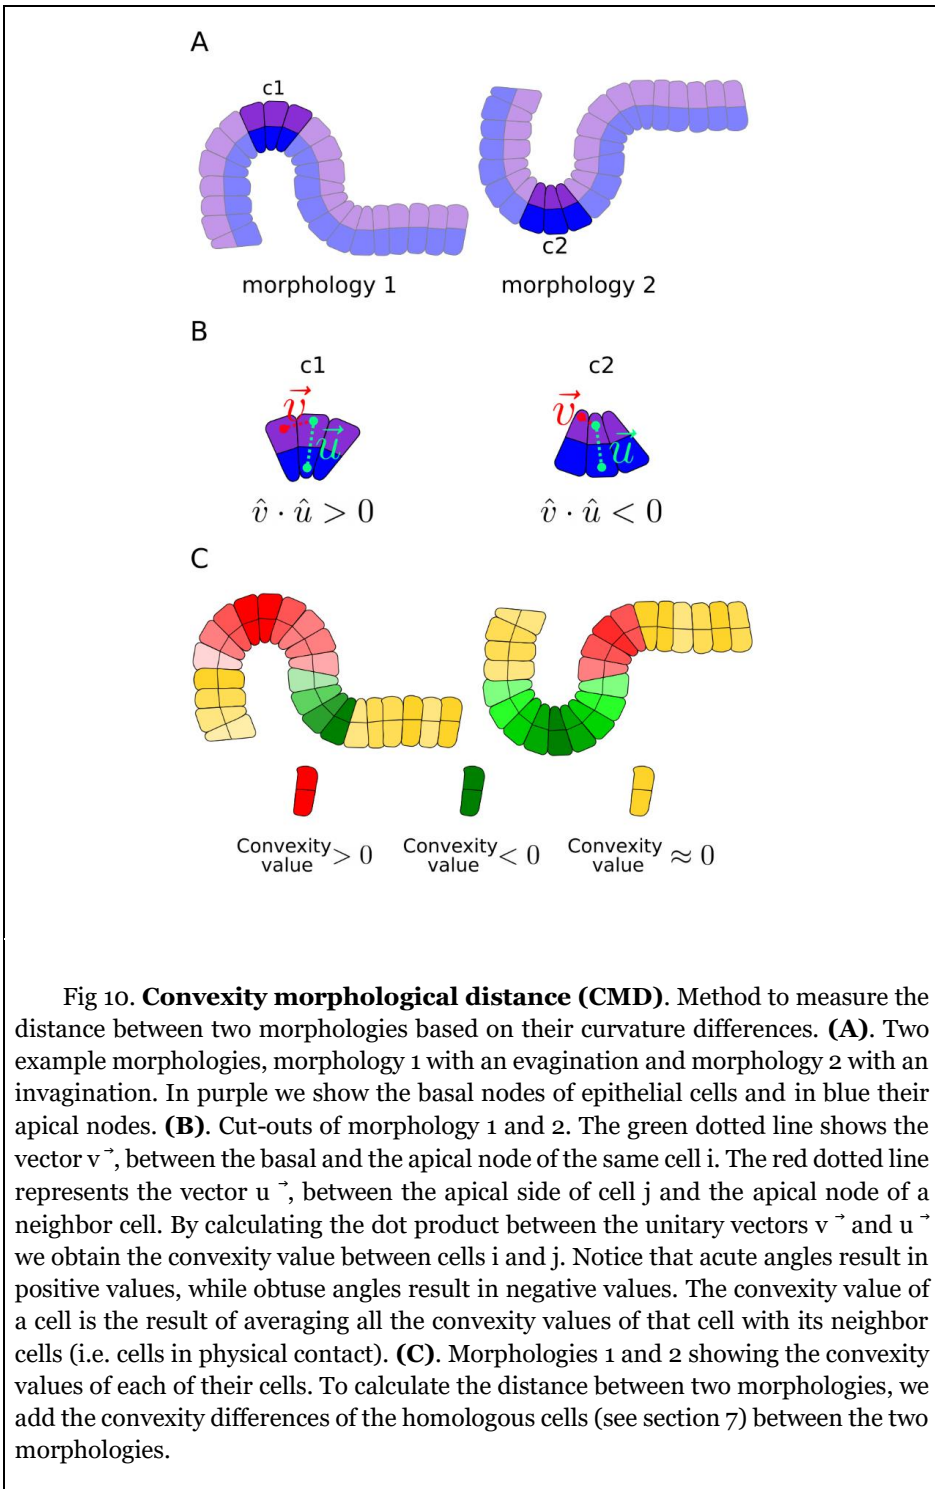 A
c1
c2
morphology 1
morphology 2
B
c1
c2
v⃗
u⃗
v⃗
u⃗
v̂ · û > 0
v̂ · û < 0
C
Convexity value > 0
Convexity value < 0
Convexity value ≈ 0
Fig 10. Convexity morphological distance (CMD). Method to measure the
distance between two morphologies based on their curvature differences. (A). Two
example morphologies, morphology 1 with an evagination and morphology 2 with an
invagination. In purple we show the basal nodes of epithelial cells and in blue their
apical nodes. (B). Cut-outs of morphology 1 and 2. The green dotted line shows the
vector v ⃗, between the basal and the apical node of the same cell i. The red dotted line
represents the vector u ⃗, between the apical side of cell j and the apical node of a
neighbor cell. By calculating the dot product between the unitary vectors v ⃗ and u ⃗
we obtain the convexity value between cells i and j. Notice that acute angles result in
positive values, while obtuse angles result in negative values. The convexity value of
a cell is the result of averaging all the convexity values of that cell with its neighbor
cells (i.e. cells in physical contact). (C). Morphologies 1 and 2 showing the convexity
values of each of their cells. To calculate the distance between two morphologies, we
add the convexity differences of the homologous cells (see section 7) between the two
morphologies.